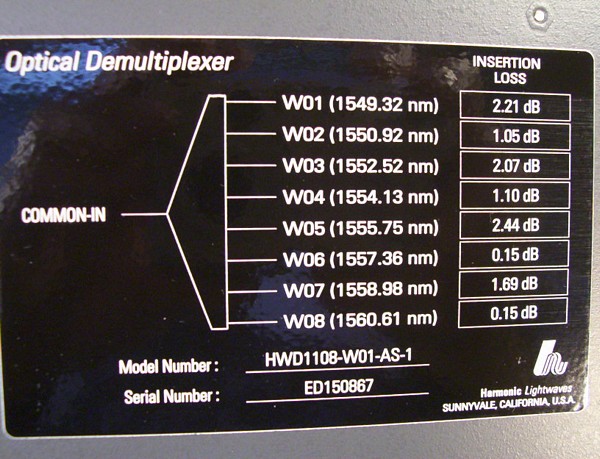 Optical Demultiplexer
INSERTION
LOSS
W01 (1549.32 nm) 2.21 dB
W02 (1550.92 nm) 1.05 dB
W03 (1552.52 nm) 2.07 dB
W04 (1554.13 nm) 1.10 dB
COMMON-IN
W05 (1555.75 nm) 2.44 dB
W06 (1557.36 nm) 0.15 dB
W07 (1558.98 nm) 1.69 dB
W08 (1560.61 nm) 0.15 dB
Model Number: HWD1108-W01-AS-1
Serial Number: ED150867
Harmonic Lightwaves
SUNNYVALE, CALIFORNIA, U.S.A.